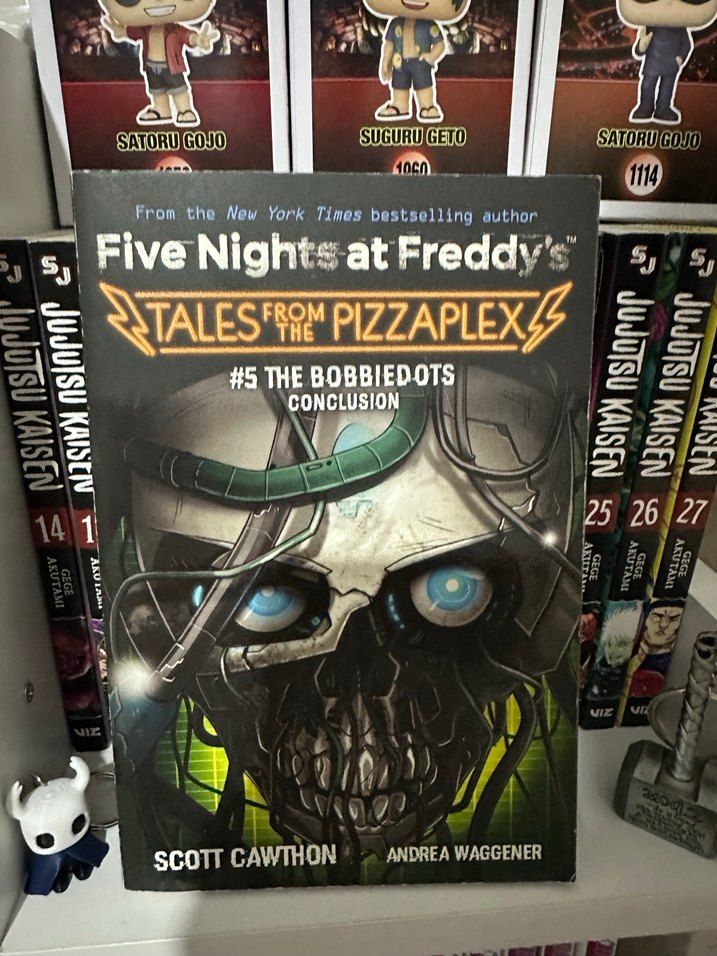 SATORU GOJO
SUGURU GETO
1060
SATORU GOJO
1114
From the New York Times bestselling author
Five Nights at Freddy's™
TALES FROM THE PIZZAPLEX
#5 THE BOBBIEDOTS
CONCLUSION
SCOTT CAWTHON
ANDREA WAGGENER
SJ
JUJUTSU KAISEN
14
GEGE AKUTAMI
VIZ
SJ
JUJUTSU KAISEN
JUJUTSU KAISEN
25
GEGE AKUTAMI
VIZ
SJ
JUJUTSU KAISEN
26
GEGE AKUTAMI
SJ
JUJUTSU KAISEN
27
GEGE AKUTAMI